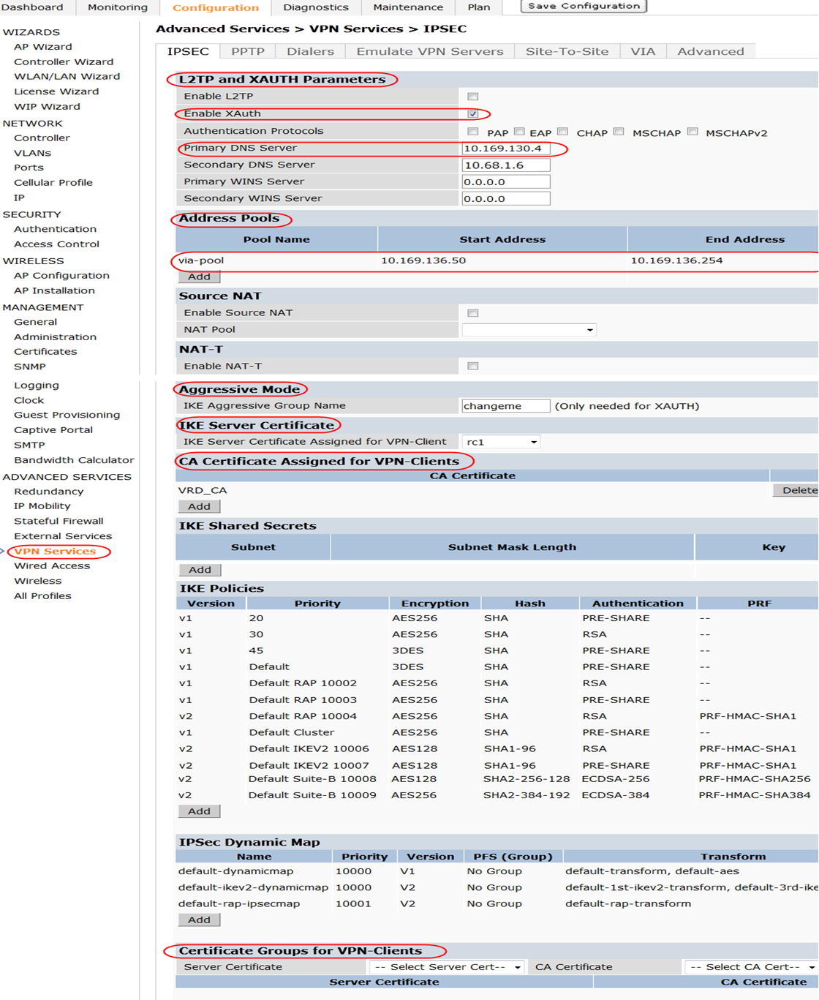 Dashboard Monitoring Configuration Diagnostics Maintenance Plan Save Configuration
WIZARDS
AP Wizard
Controller Wizard
WLAN/LAN Wizard
License Wizard
WIP Wizard
NETWORK
Controller
VLANs
Ports
Cellular Profile
IP
SECURITY
Authentication
Access Control
WIRELESS
AP Configuration
AP Installation
MANAGEMENT
General
Administration
Certificates
SNMP
Logging
Clock
Guest Provisioning
Captive Portal
SMTP
Bandwidth Calculator
ADVANCED SERVICES
Redundancy
IP Mobility
Stateful Firewall
External Services
> VPN Services
Wired Access
Wireless
All Profiles
Advanced Services > VPN Services > IPSEC
IPSEC PPTP Dialers Emulate VPN Servers Site-To-Site VIA Advanced
L2TP and XAUTH Parameters
Enable L2TP
Enable XAuth
Authentication Protocols PAP EAP CHAP MSCHAP MSCHAPv2
Primary DNS Server 10.169.130.4
Secondary DNS Server 10.68.1.6
Primary WINS Server 0.0.0.0
Secondary WINS Server 0.0.0.0
Address Pools
Pool Name Start Address End Address
via-pool 10.169.136.50 10.169.136.254
Add
Source NAT
Enable Source NAT
NAT Pool
NAT-T
Enable NAT-T
Aggressive Mode
IKE Aggressive Group Name changeme (Only needed for XAUTH)
IKE Server Certificate
IKE Server Certificate Assigned for VPN-Client rc1
CA Certificate Assigned for VPN-Clients
CA Certificate
VRD_CA Delete
Add
IKE Shared Secrets
Subnet Subnet Mask Length Key
Add
IKE Policies
Version Priority Encryption Hash Authentication PRF
v1 20 AES256 SHA PRE-SHARE --
v1 30 AES256 SHA RSA --
v1 45 3DES SHA PRE-SHARE --
v1 Default 3DES SHA PRE-SHARE --
v1 Default RAP 10002 AES256 SHA RSA --
v1 Default RAP 10003 AES256 SHA PRE-SHARE --
v2 Default RAP 10004 AES256 SHA RSA PRF-HMAC-SHA1
v1 Default Cluster AES256 SHA PRE-SHARE --
v2 Default IKEV2 10006 AES128 SHA1-96 RSA PRF-HMAC-SHA1
v2 Default IKEV2 10007 AES128 SHA1-96 PRE-SHARE PRF-HMAC-SHA1
v2 Default Suite-B 10008 AES128 SHA2-256-128 ECDSA-256 PRF-HMAC-SHA256
v2 Default Suite-B 10009 AES256 SHA2-384-192 ECDSA-384 PRF-HMAC-SHA384
Add
IPSec Dynamic Map
Name Priority Version PFS (Group) Transform
default-dynamicmap 10000 V1 No Group default-transform, default-aes
default-ikev2-dynamicmap 10000 V2 No Group default-1st-ikev2-transform, default-3rd-ike
default-rap-ipsecmap 10001 V2 No Group default-rap-transform
Add
Certificate Groups for VPN-Clients
Server Certificate -- Select Server Cert-- CA Certificate -- Select CA Cert--
Server Certificate CA Certificate